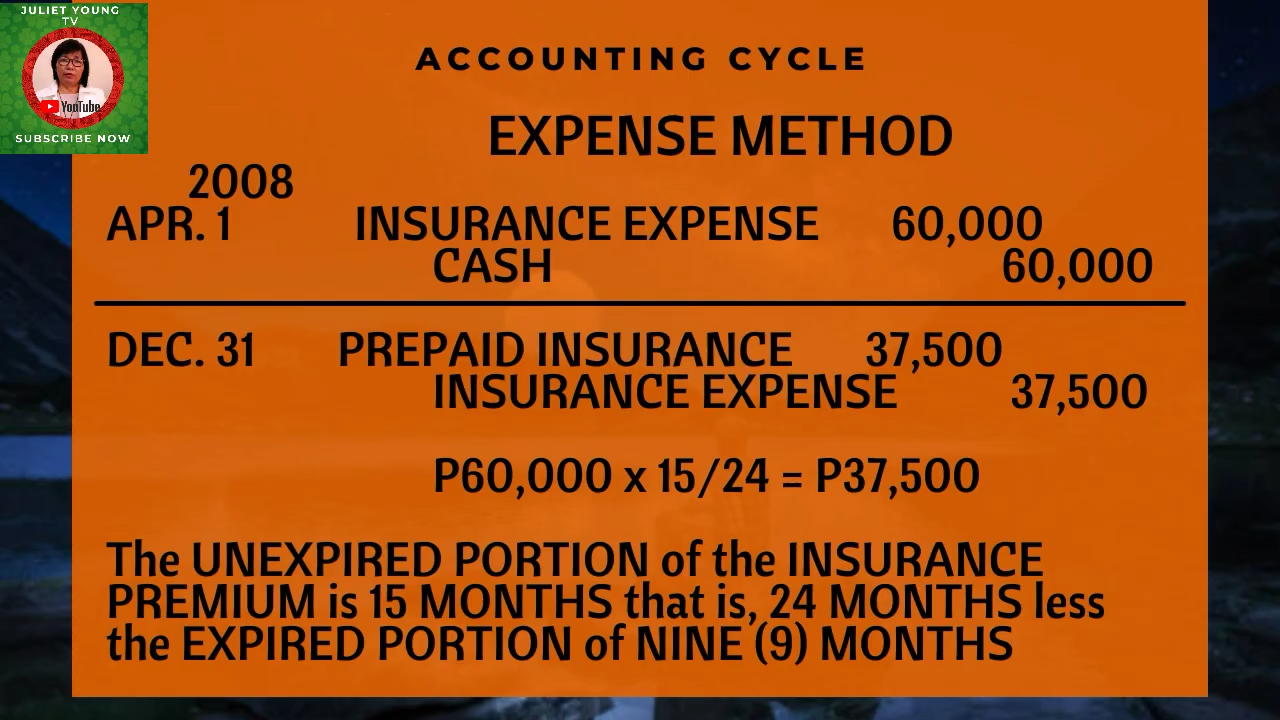 JULIET YOUNG
TV
YouTube
SUBSCRIBE NOW
ACCOUNTING CYCLE
EXPENSE METHOD
2008
APR. 1 INSURANCE EXPENSE 60,000
CASH 60,000
DEC. 31 PREPAID INSURANCE 37,500
INSURANCE EXPENSE 37,500
P60,000 x 15/24 = P37,500
The UNEXPIRED PORTION of the INSURANCE
PREMIUM is 15 MONTHS that is, 24 MONTHS less
the EXPIRED PORTION of NINE (9) MONTHS